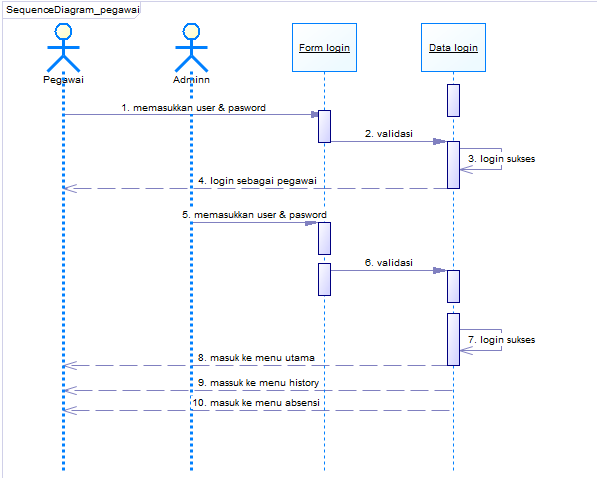 SequenceDiagram_pegawai
Pegawai
Adminn
Form login
Data login
1. memasukkan user & pasword
2. validasi
3. login sukses
4. login sebagai pegawai
5. memasukkan user & pasword
6. validasi
7. login sukses
8. masuk ke menu utama
9. massuk ke menu history
10. masuk ke menu absensi